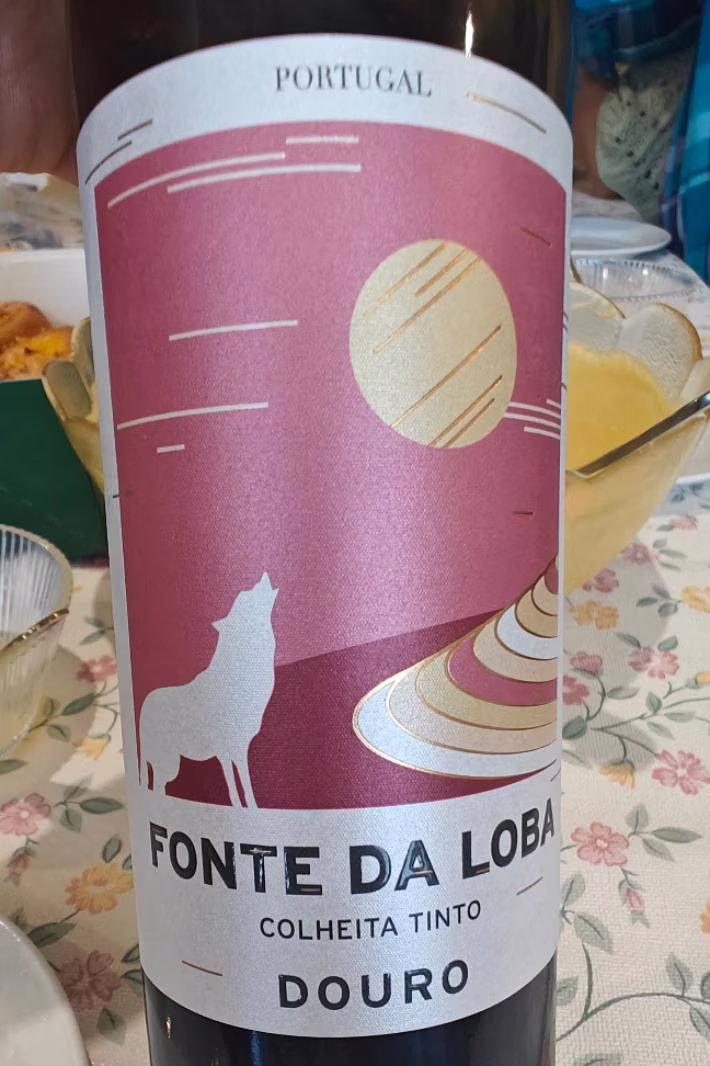 PORTUGAL
FONTE DA LOBA
COLHEITA TINTO
DOURO